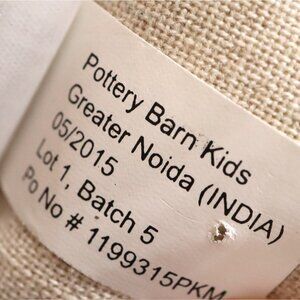 Pottery Barn Kids
Greater Noida (INDIA)
05/2015
Lot 1, Batch 5
Po No # 1199315PKM